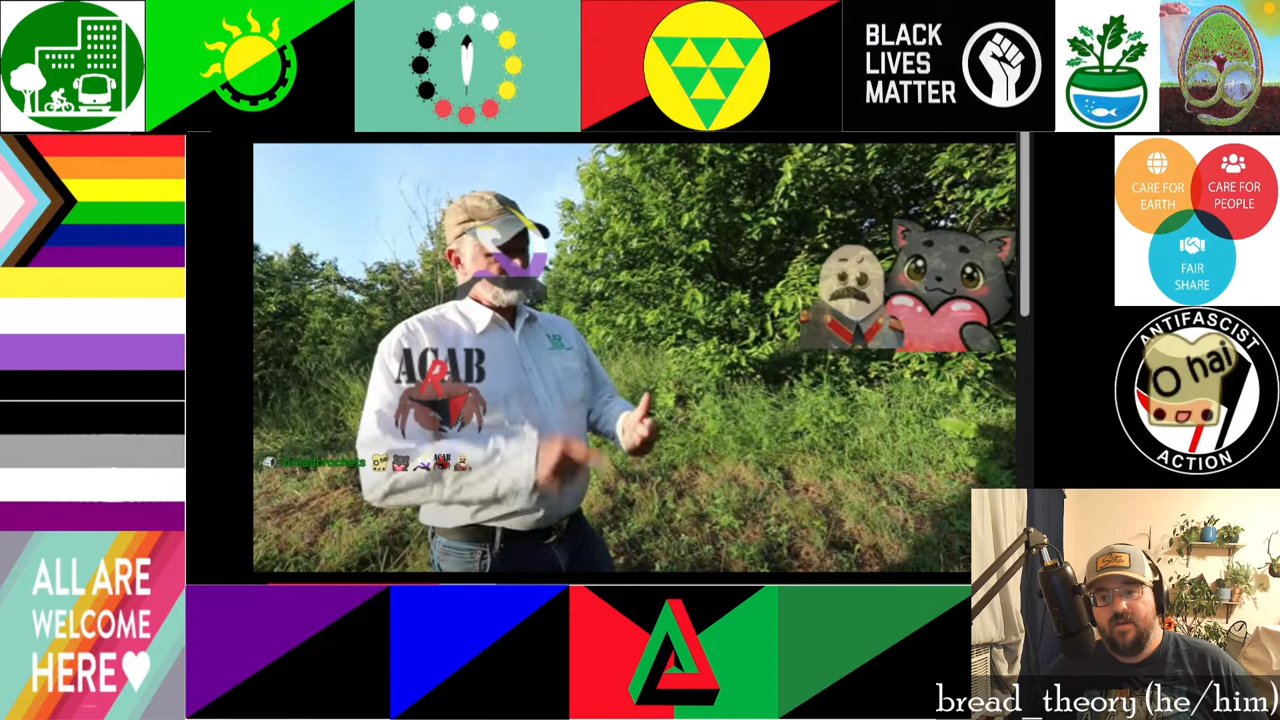 BLACK
LIVES
MATTER
CARE FOR
EARTH
CARE FOR
PEOPLE
FAIR
SHARE
ACAB
R
ANTIFASCIST
O hai
ACTION
ALL ARE
WELCOME
HERE
bread_theory (he/him)